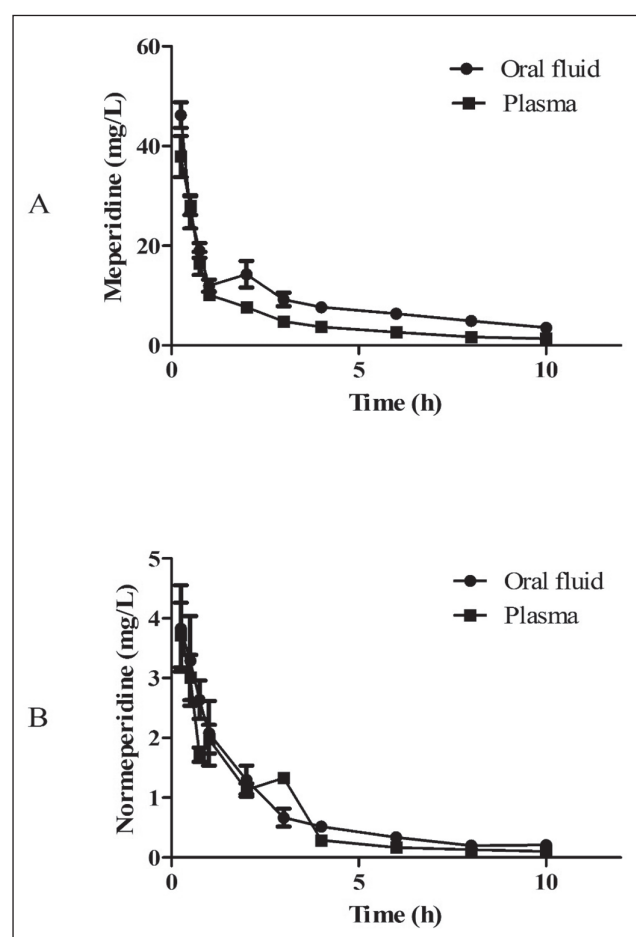 A
Meperidine (mg/L)
60
40
20
0
0
5
10
Time (h)
Oral fluid
Plasma
B
Normeperidine (mg/L)
5
4
3
2
1
0
0
5
10
Time (h)
Oral fluid
Plasma